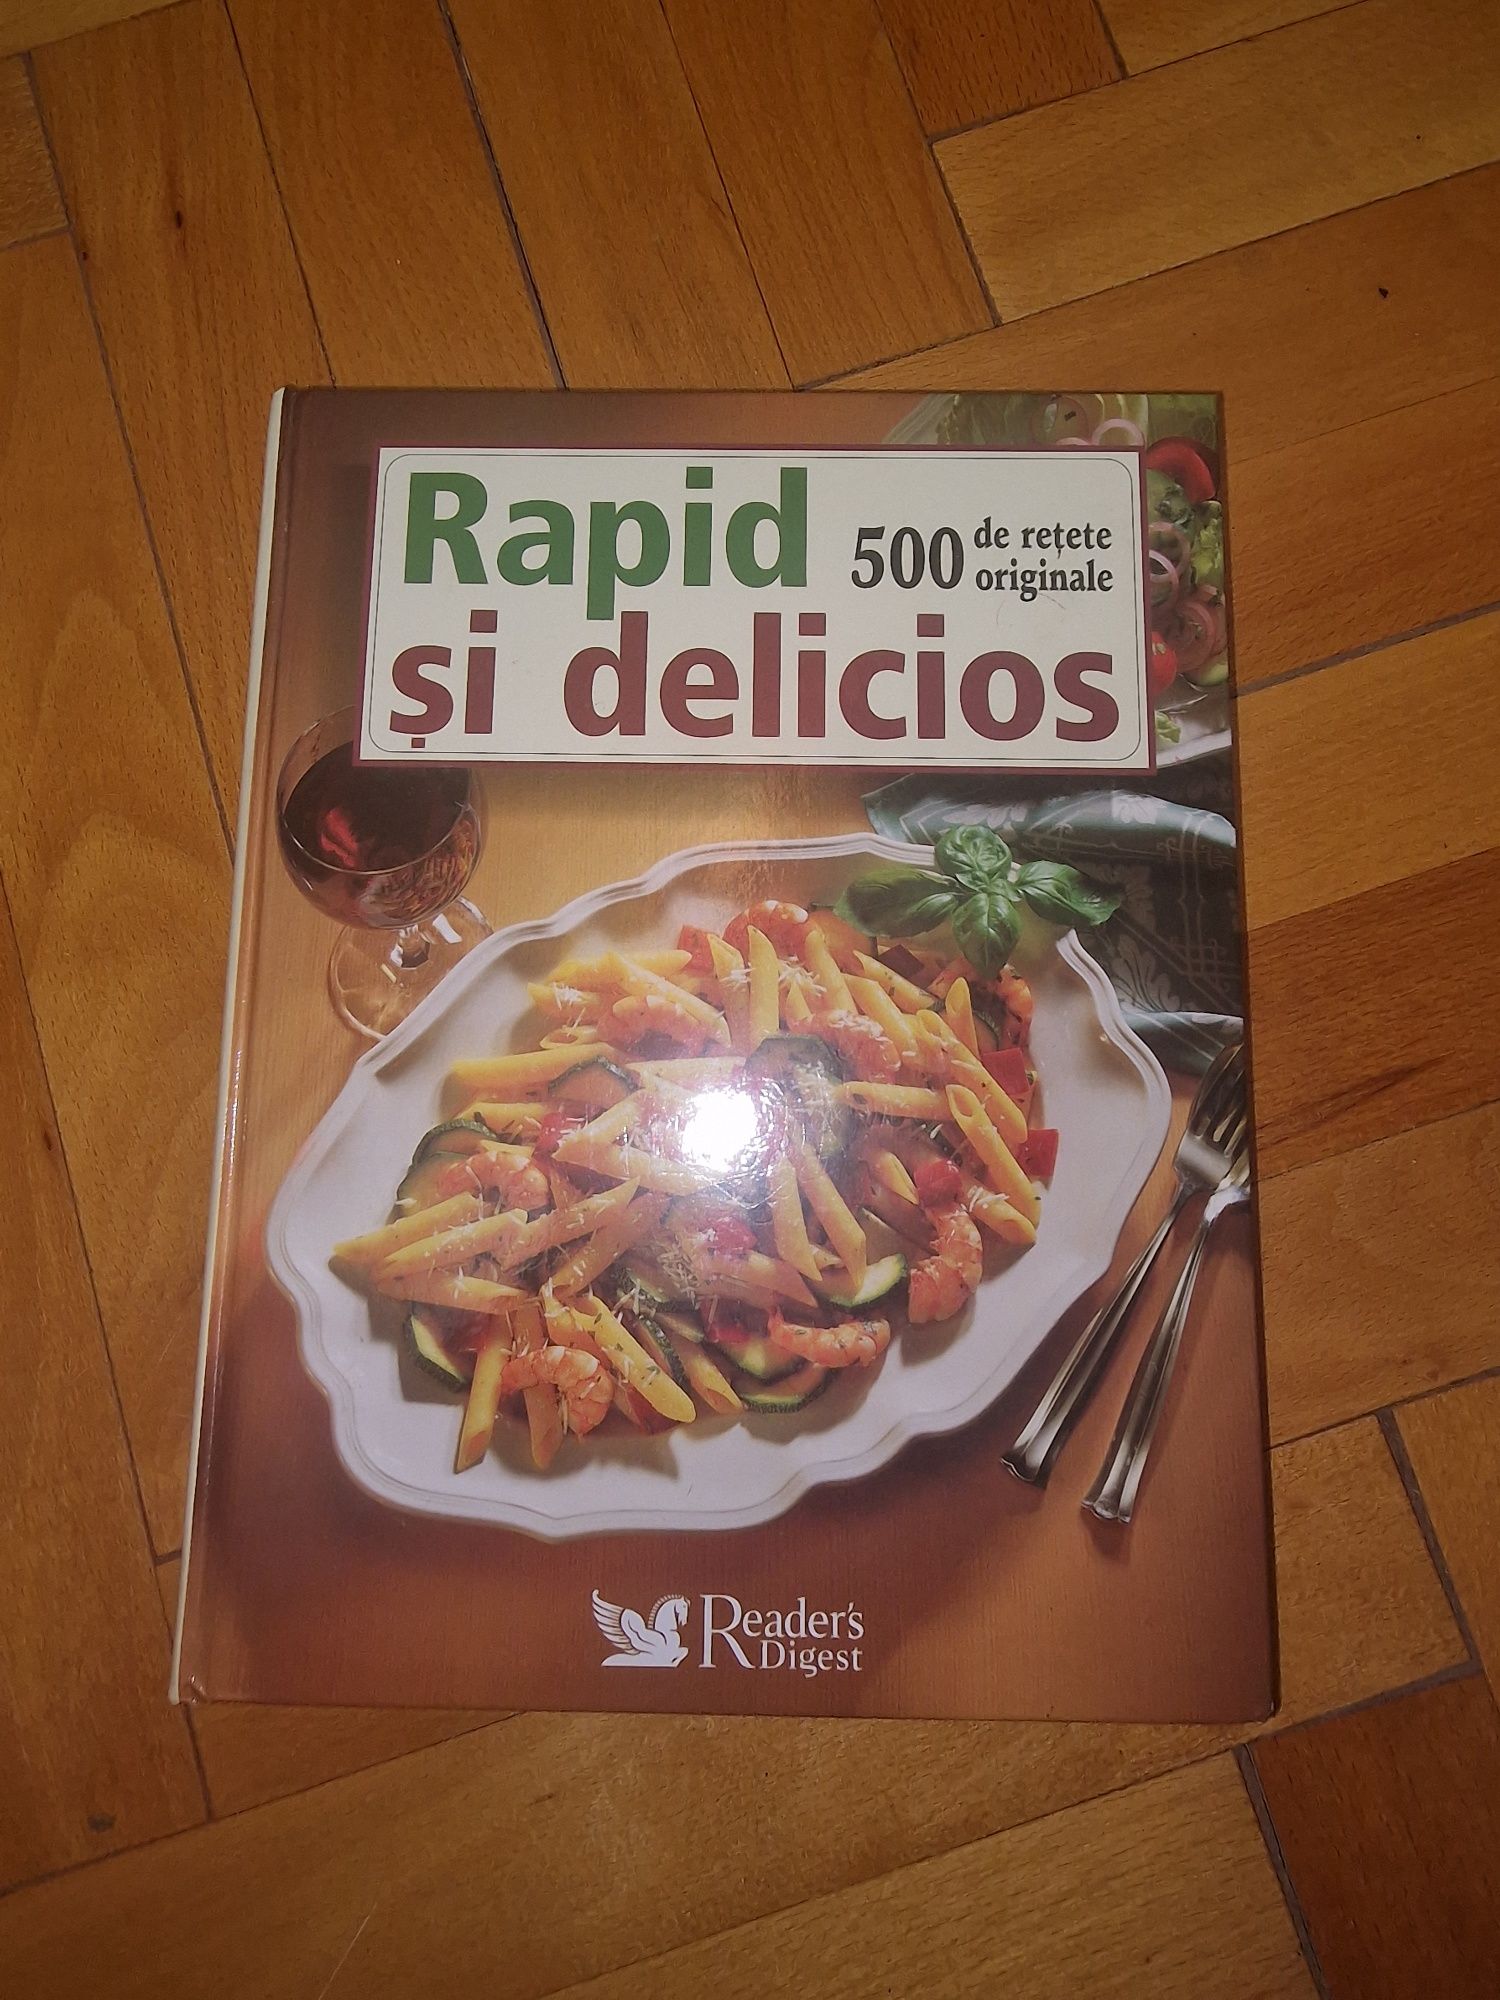 Rapid
500 de rețete
originale
și delicios
Reader's
Digest